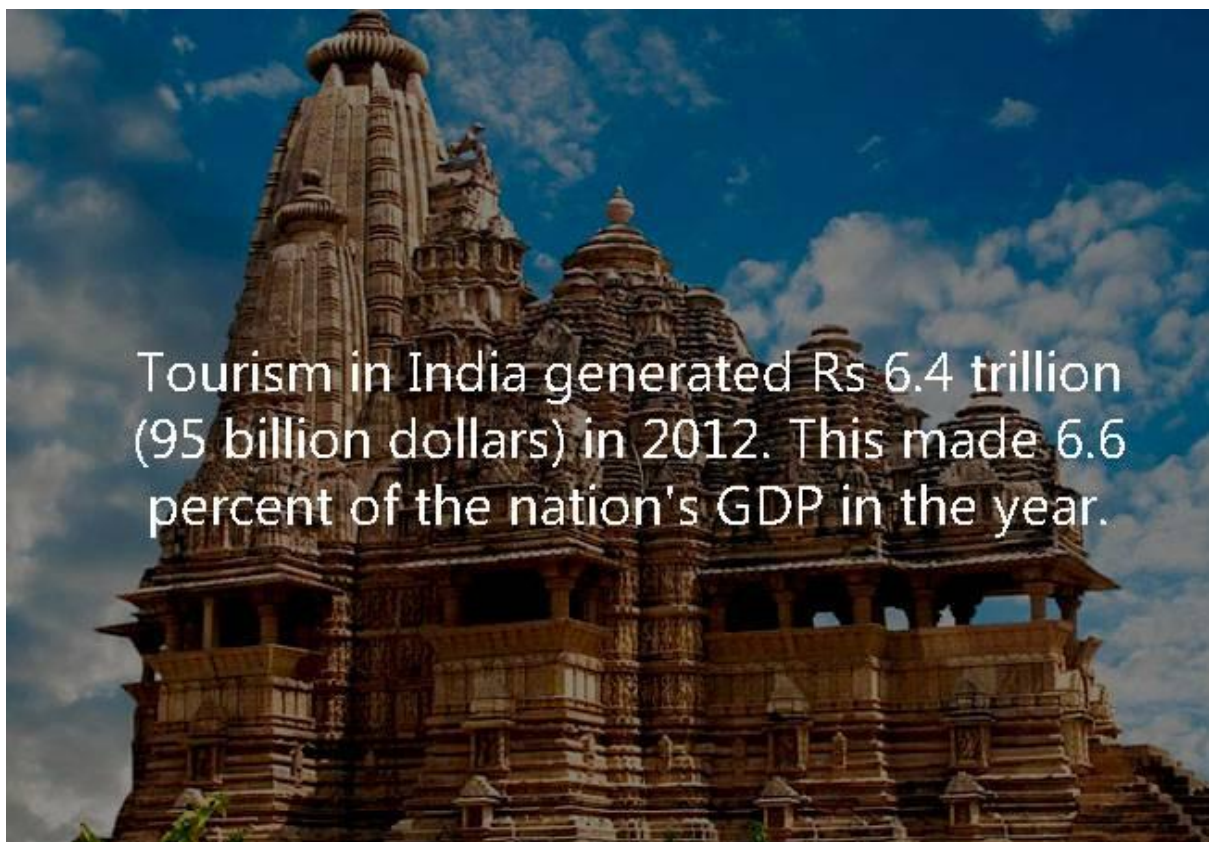 Tourism in India generated Rs 6.4 trillion
(95 billion dollars) in 2012. This made 6.6
percent of the nation's GDP in the year.